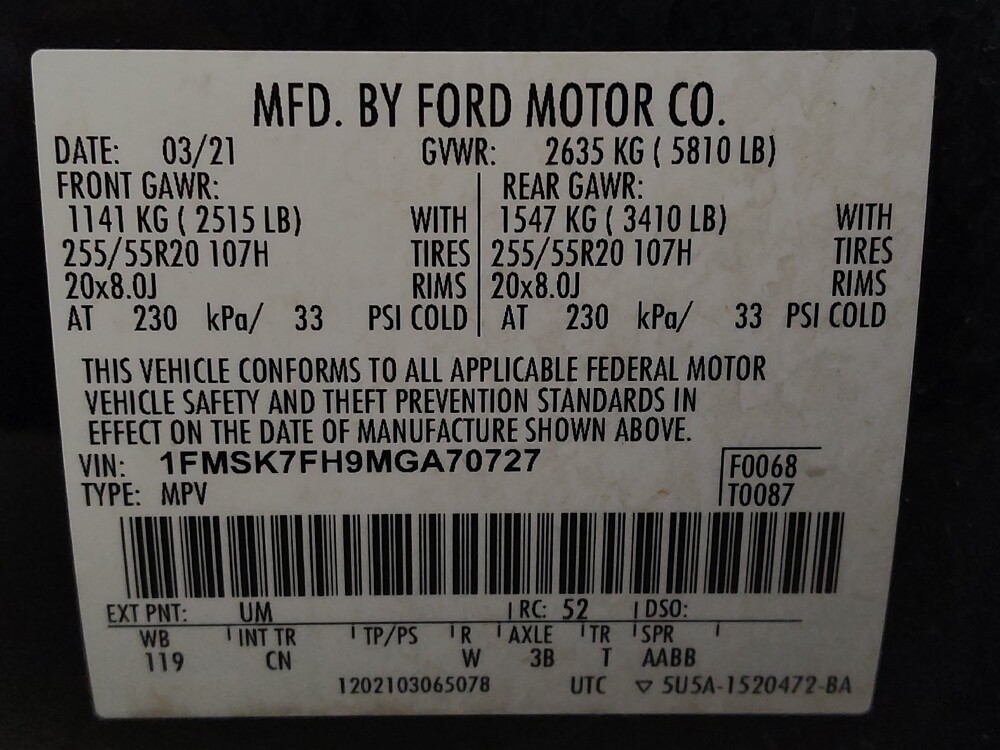 MFD. BY FORD MOTOR CO.
DATE: 03/21 GVWR: 2635 KG ( 5810 LB)
FRONT GAWR: REAR GAWR:
1141 KG ( 2515 LB) WITH 1547 KG ( 3410 LB) WITH
255/55R20 107H TIRES 255/55R20 107H TIRES
20x8.0J RIMS 20x8.0J RIMS
AT 230 kPa/ 33 PSI COLD AT 230 kPa/ 33 PSI COLD
THIS VEHICLE CONFORMS TO ALL APPLICABLE FEDERAL MOTOR
VEHICLE SAFETY AND THEFT PREVENTION STANDARDS IN
EFFECT ON THE DATE OF MANUFACTURE SHOWN ABOVE.
VIN: 1FMSK7FH9MGA70727 F0068
TYPE: MPV T0087
EXT PNT: UM RC: 52 DSO:
WB INT TR TP/PS R AXLE TR SPR
119 CN W 3B T AABB
1202103065078 UTC ▽ 5U5A-1520472-BA